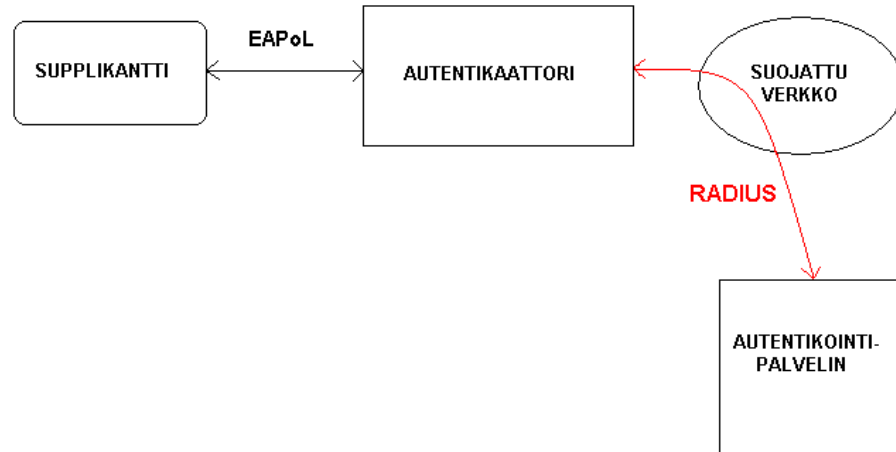 EAPoL
SUPPLIKANTTI
AUTENTIKAATTORI
SUOJATTU
VERKKO
RADIUS
AUTENTIKOINTI-
PALVELIN